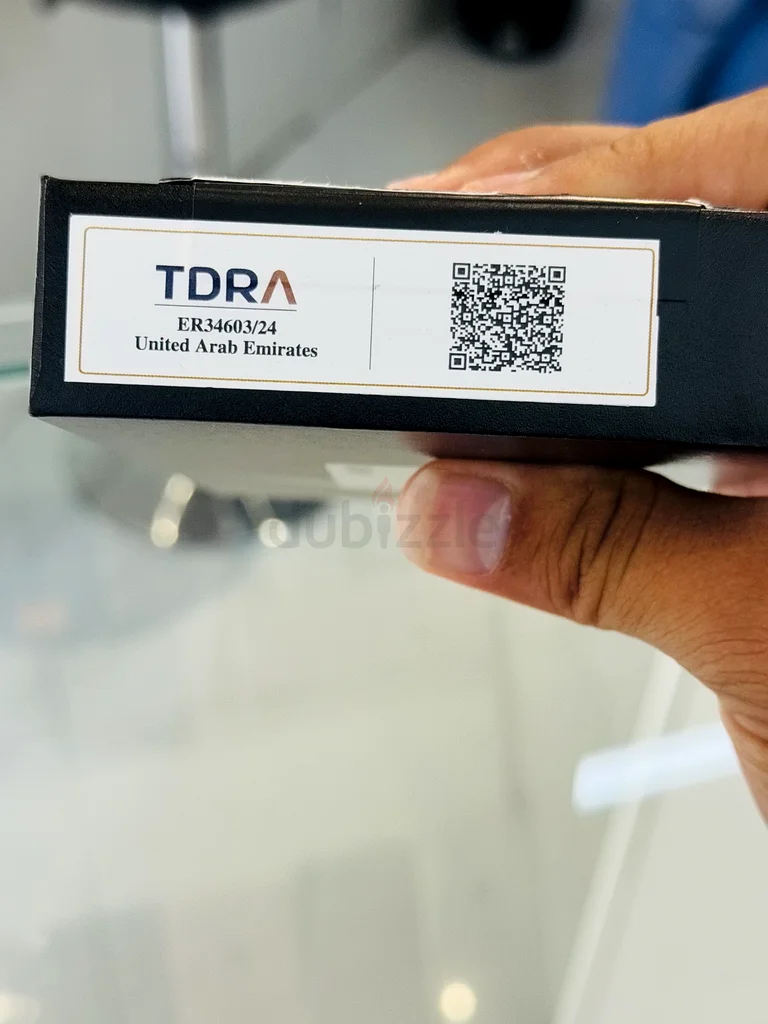 TDRA
ER34603/24
United Arab Emirates
dubizzle